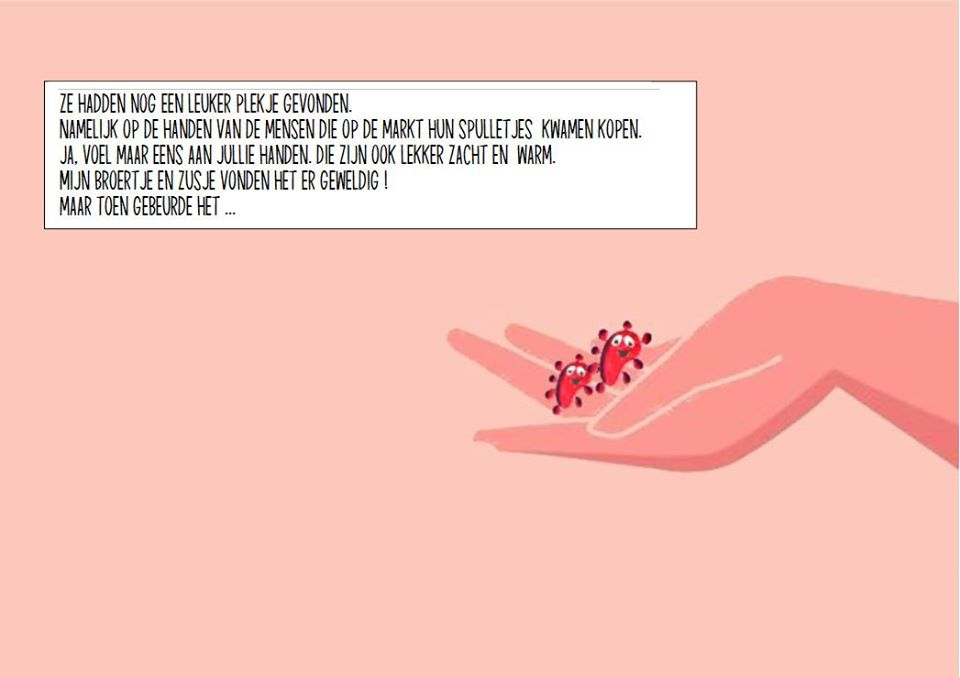 ZE HADDEN NOG EEN LEUKER PLEKJE GEVONDEN.
NAMELIJK OP DE HANDEN VAN DE MENSEN DIE OP DE MARKT HUN SPULLETJES KWAMEN KOPEN.
JA, VOEL MAAR EENS AAN JULLIE HANDEN. DIE ZIJN OOK LEKKER ZACHT EN WARM.
MIJN BROERTJE EN ZUSJE VONDEN HET ER GEWELDIG !
MAAR TOEN GEBEURDE HET ...